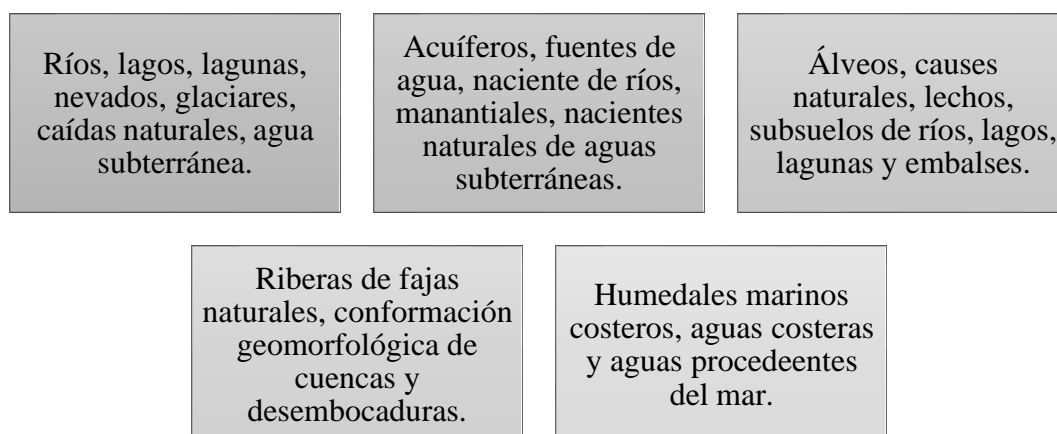 Ríos, lagos, lagunas,
nevados, glaciares,
caídas naturales, agua
subterránea.
Acuíferos, fuentes de
agua, naciente de ríos,
manantiales, nacientes
naturales de aguas
subterráneas.
Álveos, causes
naturales, lechos,
subsuelos de ríos, lagos,
lagunas y embalses.
Riberas de fajas
naturales, conformación
geomorfológica de
cuencas y
desembocaduras.
Humedales marinos
costeros, aguas costeras
y aguas procedeentes
del mar.